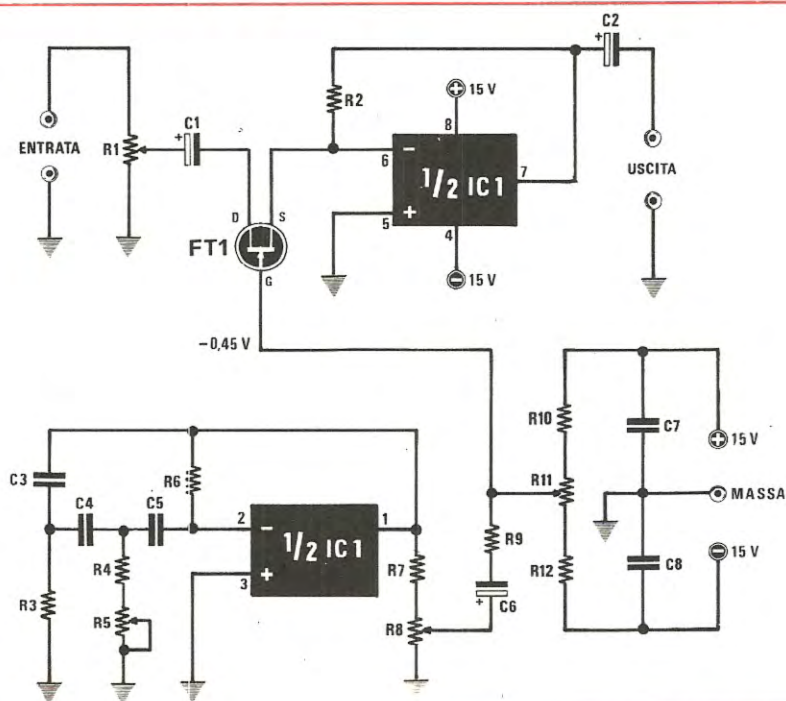 C2
+
R2
+ 15 V
8
C1
+
ENTRATA
R1
6
-
1/2 IC1
7
USCITA
5
+
4
- 15 V
D
S
FT1
G
-0,45 V
R10
C7
+
15 V
C3
R6
C4
C5
R11
MASSA
2
-
1/2 IC1
1
3
+
R9
R7
R12
C8
-
15 V
R4
R3
R5
R8
C6
+